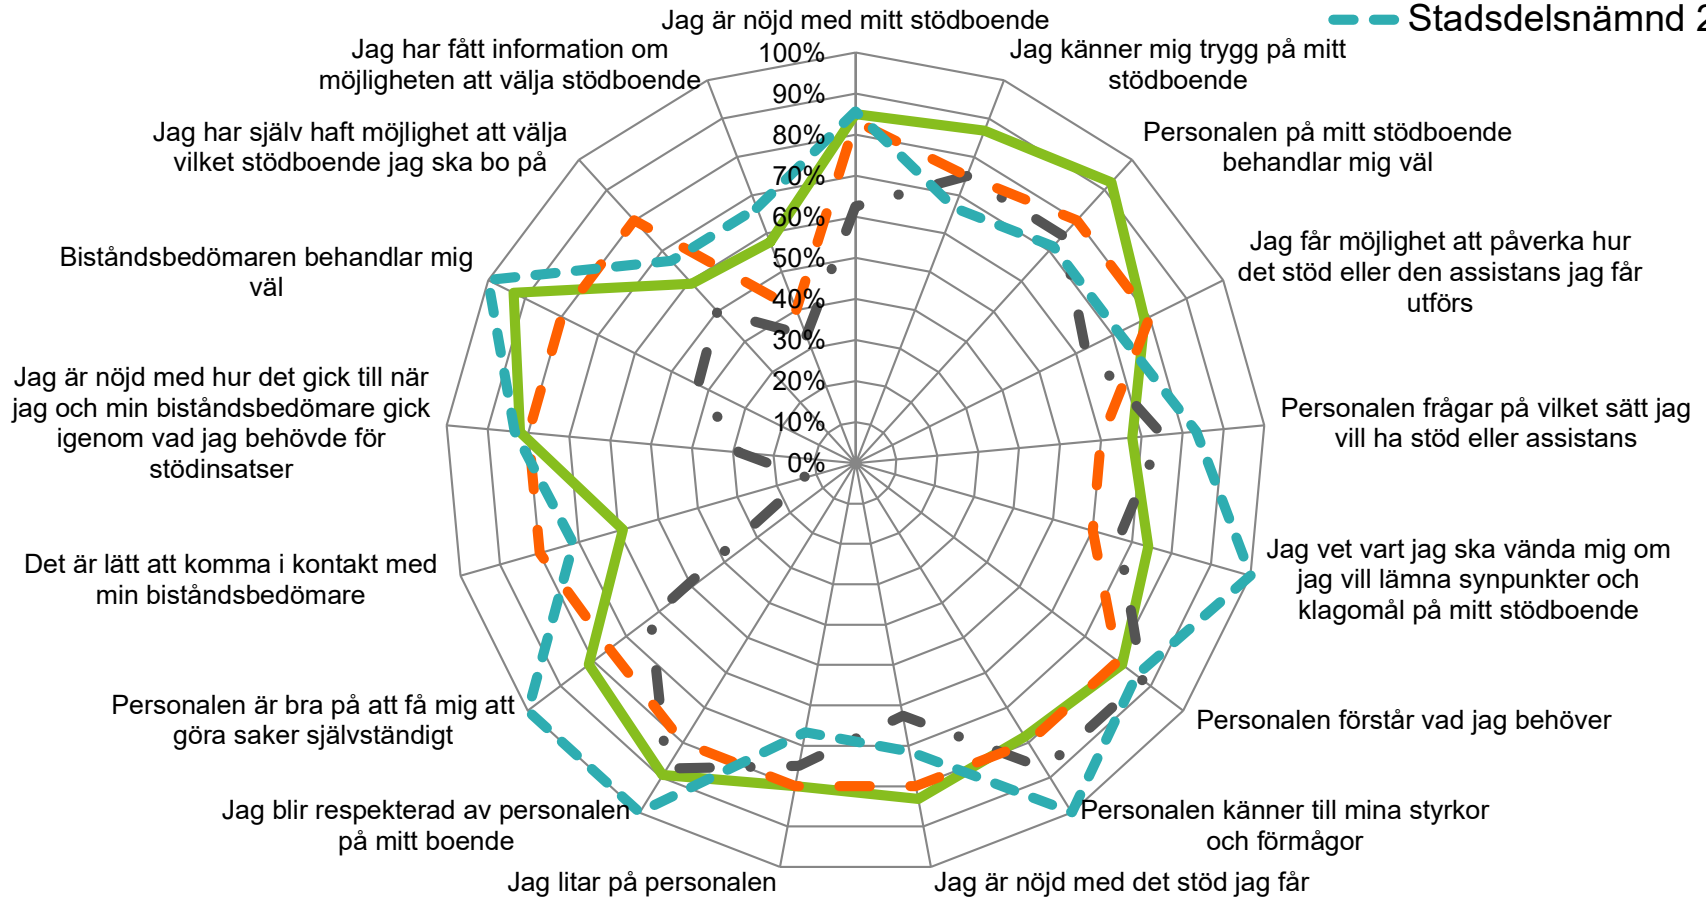 Stadsdelsnämnd 2
Jag är nöjd med mitt stödboende
Jag känner mig trygg på mitt
stödboende
Personalen på mitt stödboende
behandlar mig väl
Jag får möjlighet att påverka hur
det stöd eller den assistans jag får
utförs
Personalen frågar på vilket sätt jag
vill ha stöd eller assistans
Jag vet vart jag ska vända mig om
jag vill lämna synpunkter och
klagomål på mitt stödboende
Personalen förstår vad jag behöver
Personalen känner till mina styrkor
och förmågor
Jag är nöjd med det stöd jag får
Jag litar på personalen
Jag blir respekterad av personalen
på mitt boende
Personalen är bra på att få mig att
göra saker självständigt
Det är lätt att komma i kontakt med
min biståndsbedömare
Jag är nöjd med hur det gick till när
jag och min biståndsbedömare gick
igenom vad jag behövde för
stödinsatser
Biståndsbedömaren behandlar mig
väl
Jag har själv haft möjlighet att välja
vilket stödboende jag ska bo på
Jag har fått information om
möjligheten att välja stödboende
100%
90%
80%
70%
60%
50%
40%
30%
20%
10%
0%